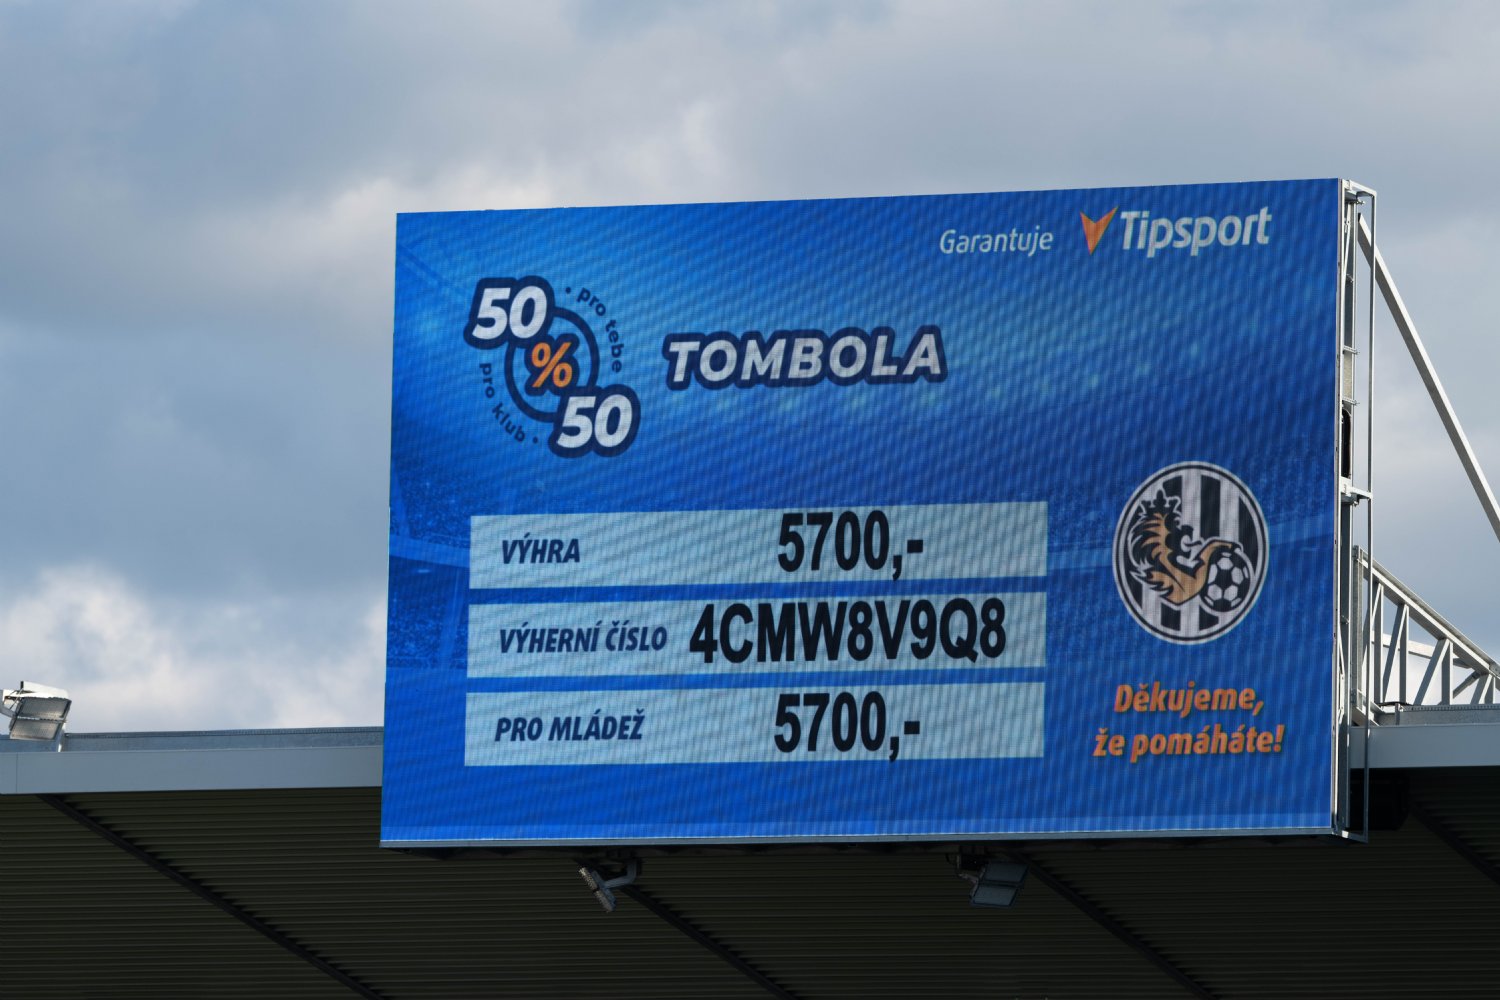 Garantuje Tipsport
50 % 50
pro tebe
pro klub
TOMBOLA
VÝHRA 5700,-
VÝHERNÍ ČÍSLO 4CMW8V9Q8
PRO MLÁDEŽ 5700,-
Děkujeme,
že pomáháte!